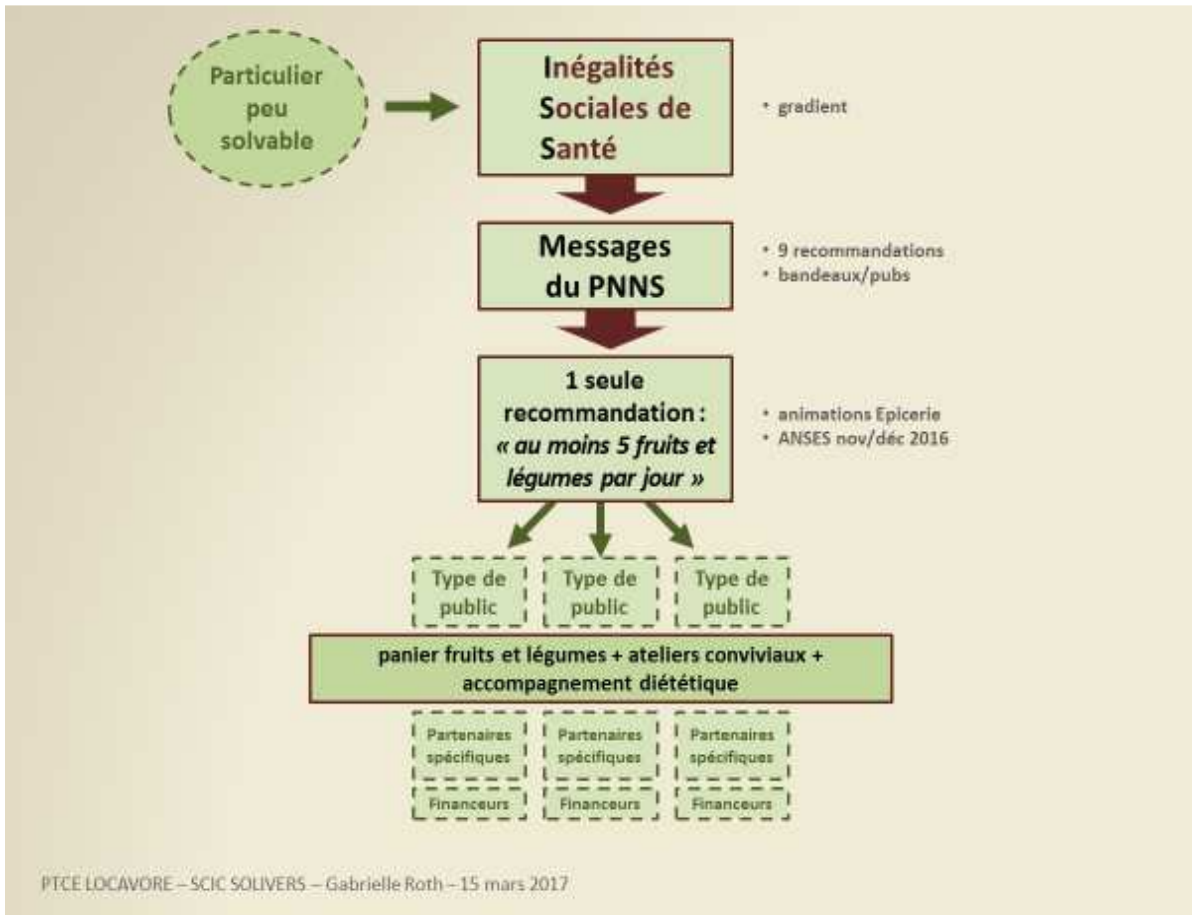 Particulier
peu
solvable
Inégalités
Sociales de
Santé
• gradient
Messages
du PNNS
• 9 recommandations
• bandeaux/pubs
1 seule
recommandation :
« au moins 5 fruits et
légumes par jour »
• animations Epicerie
• ANSES nov/déc 2016
Type de
public
Type de
public
Type de
public
panier fruits et légumes + ateliers conviviaux +
accompagnement diététique
Partenaires
spécifiques
Partenaires
spécifiques
Partenaires
spécifiques
Financeurs
Financeurs
Financeurs
PTCE LOCAVORE – SCIC SOLIVERS – Gabrielle Roth – 15 mars 2017